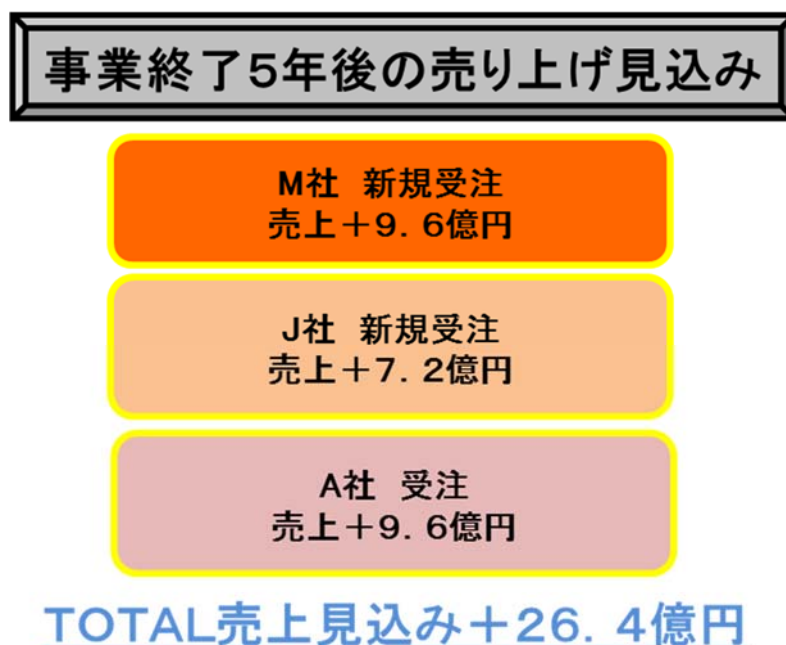 事業終了5年後の売り上げ見込み
M社　新規受注
売上＋9．6億円
J社　新規受注
売上＋7．2億円
A社　受注
売上＋9．6億円
TOTAL売上見込み＋26．4億円